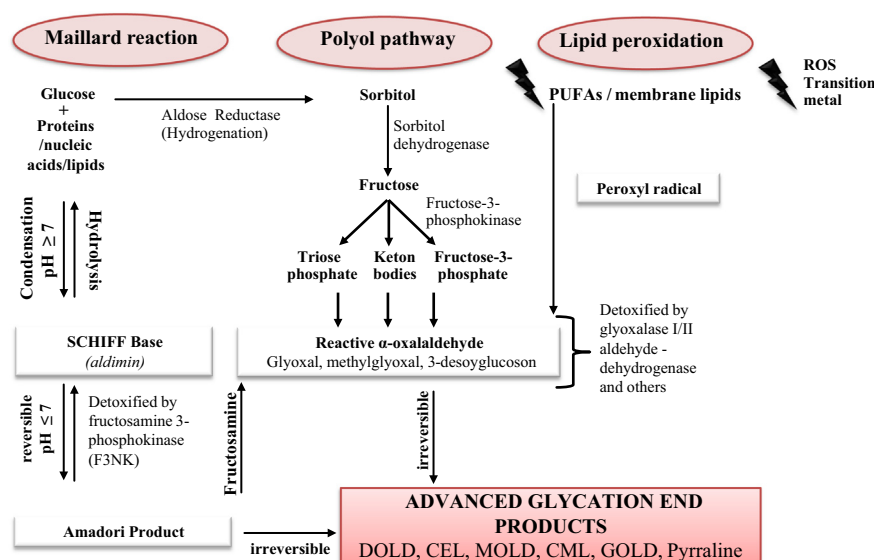 Maillard reaction
Polyol pathway
Lipid peroxidation
ROS
Transition
metal
Glucose
+
Proteins
/nucleic
acids/lipids
Aldose Reductase
(Hydrogenation)
Sorbitol
PUFAs / membrane lipids
Sorbitol
dehydrogenase
Fructose
Peroxyl radical
Fructose-3-
phosphokinase
Condensation
pH ≥ 7
Hydrolysis
Triose
phosphate
Keton
bodies
Fructose-3-
phosphate
SCHIFF Base
(aldimin)
Reactive α-oxalaldehyde
Glyoxal, methylglyoxal, 3-desoyglucoson
Detoxified by
glyoxalase I/II
aldehyde -
dehydrogenase
and others
reversible
pH ≤ 7
Detoxified by
fructosamine 3-
phosphokinase
(F3NK)
Fructosamine
irreversible
Amadori Product
irreversible
ADVANCED GLYCATION END
PRODUCTS
DOLD, CEL, MOLD, CML, GOLD, Pyrraline